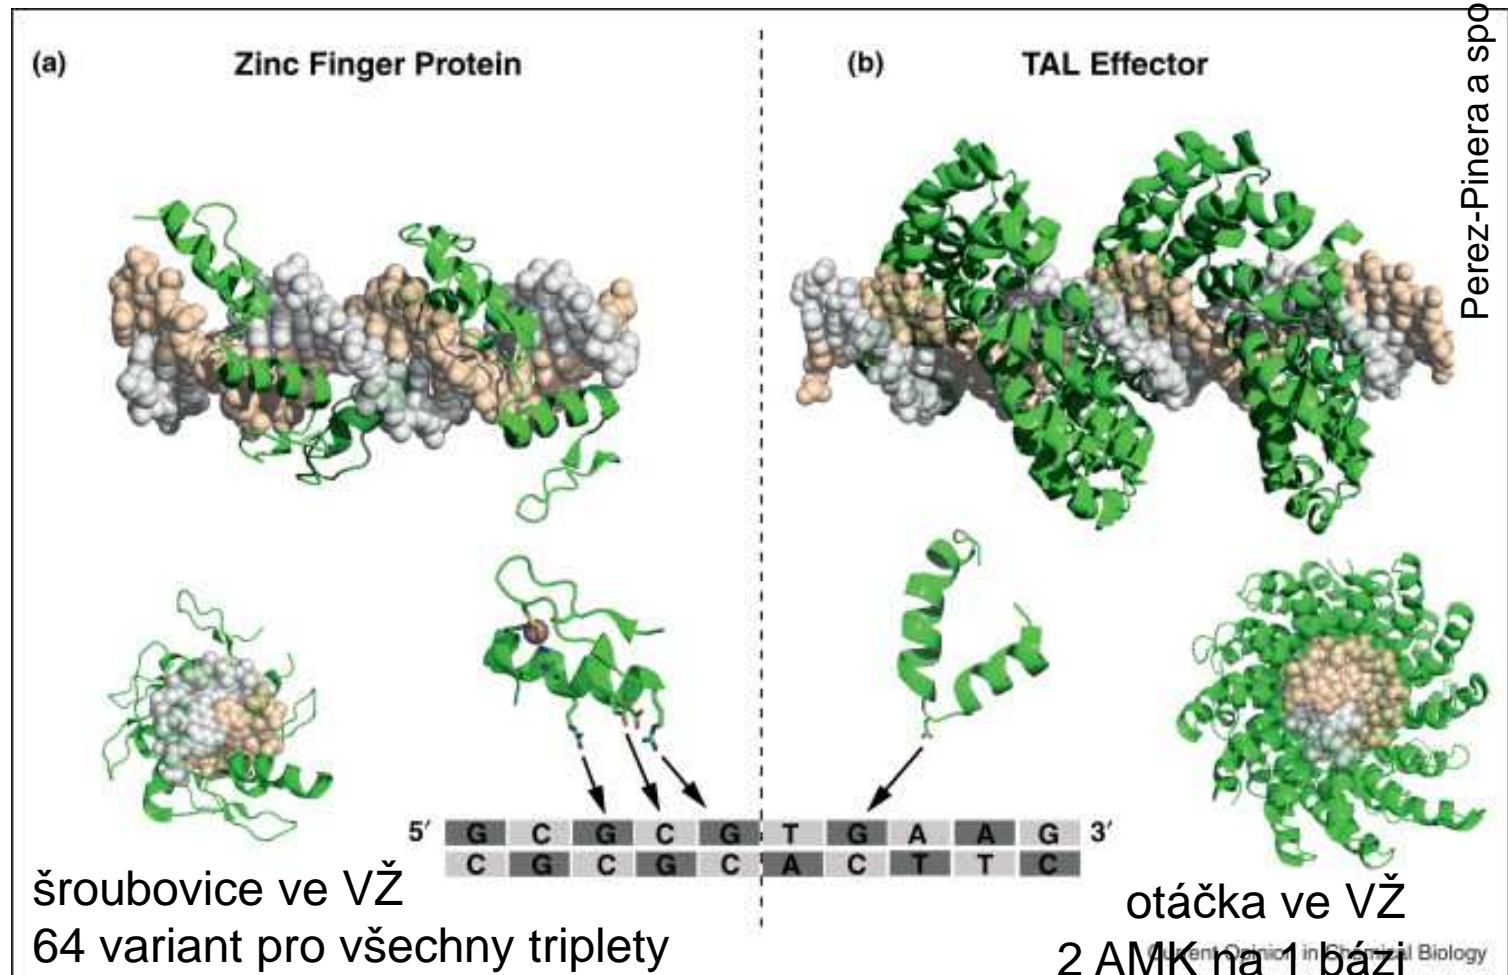 (a) Zinc Finger Protein
(b) TAL Effector
Perez-Pinera a spo
5′ G C G C G T G A A G 3′
C G C G C A C T T C
šroubovice ve VŽ
64 variant pro všechny triplety
otáčka ve VŽ
2 AMK na 1 bázi
Current Opinion in Chemical Biology